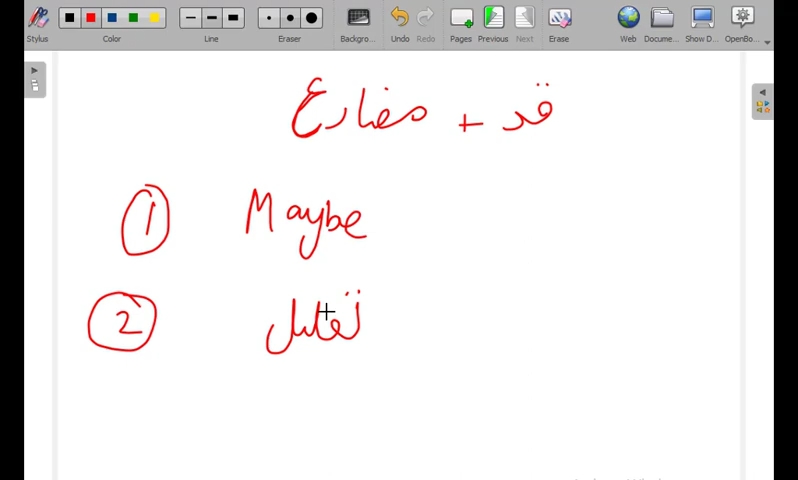 Stylus Color Line Eraser Backgro... Undo Redo Pages Previous Next Erase Web Docume... Show D... OpenBo...
قد + مضارع
1 Maybe
2 تقليل